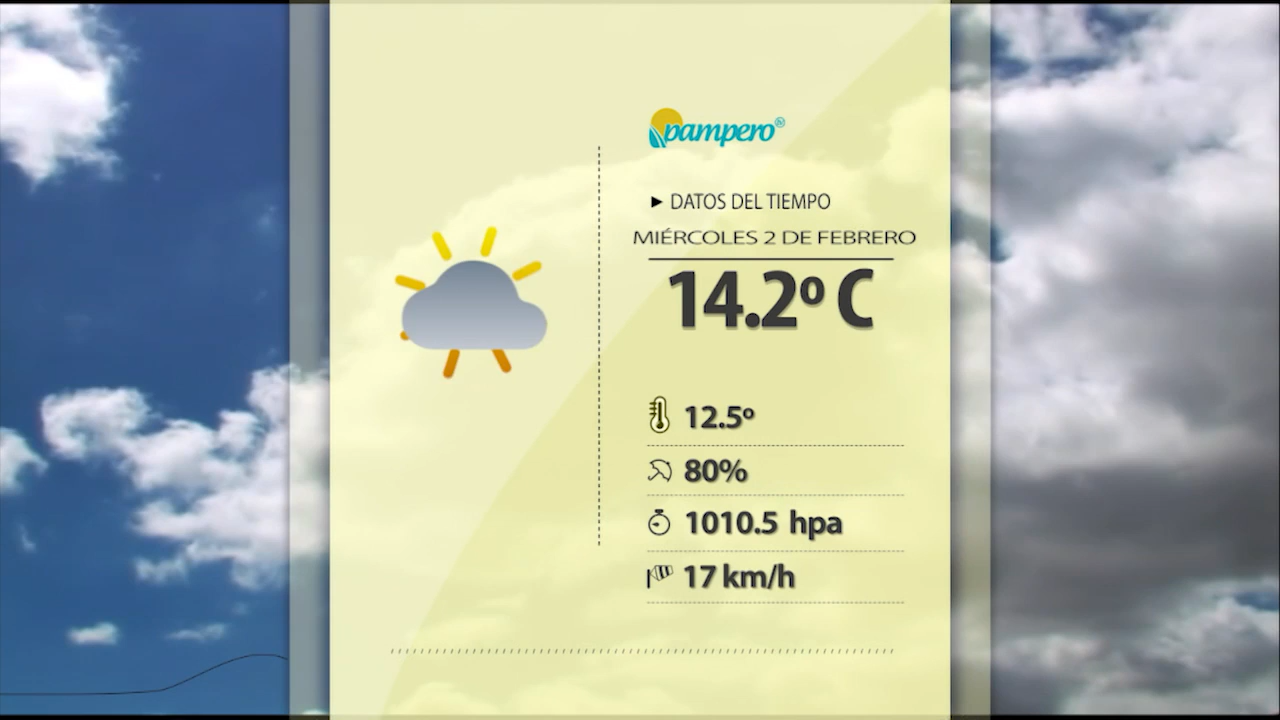 pampero
► DATOS DEL TIEMPO
MIÉRCOLES 2 DE FEBRERO
14.2º C
12.5º
80%
1010.5 hpa
17 km/h